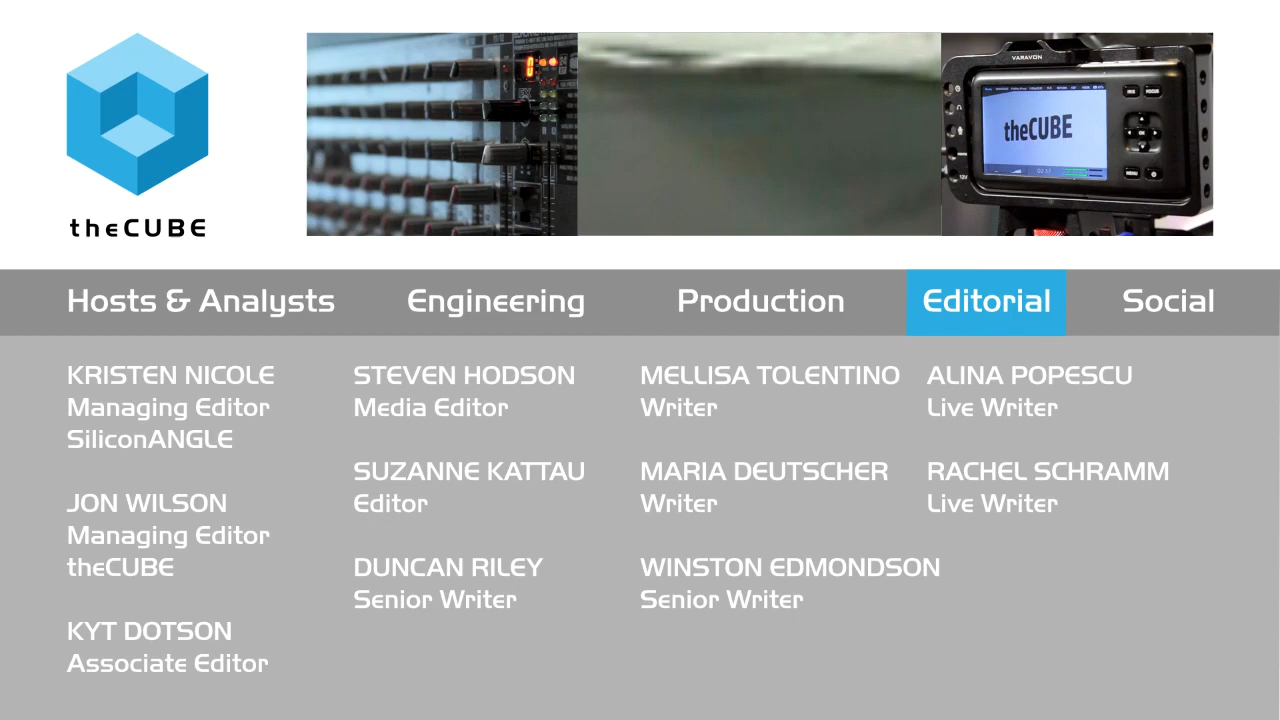 theCUBE
VARAVON
theCUBE
Hosts & Analysts
Engineering
Production
Editorial
Social
KRISTEN NICOLE
Managing Editor
SiliconANGLE
JON WILSON
Managing Editor
theCUBE
KYT DOTSON
Associate Editor
STEVEN HODSON
Media Editor
SUZANNE KATTAU
Editor
DUNCAN RILEY
Senior Writer
MELLISA TOLENTINO
Writer
MARIA DEUTSCHER
Writer
WINSTON EDMONDSON
Senior Writer
ALINA POPESCU
Live Writer
RACHEL SCHRAMM
Live Writer